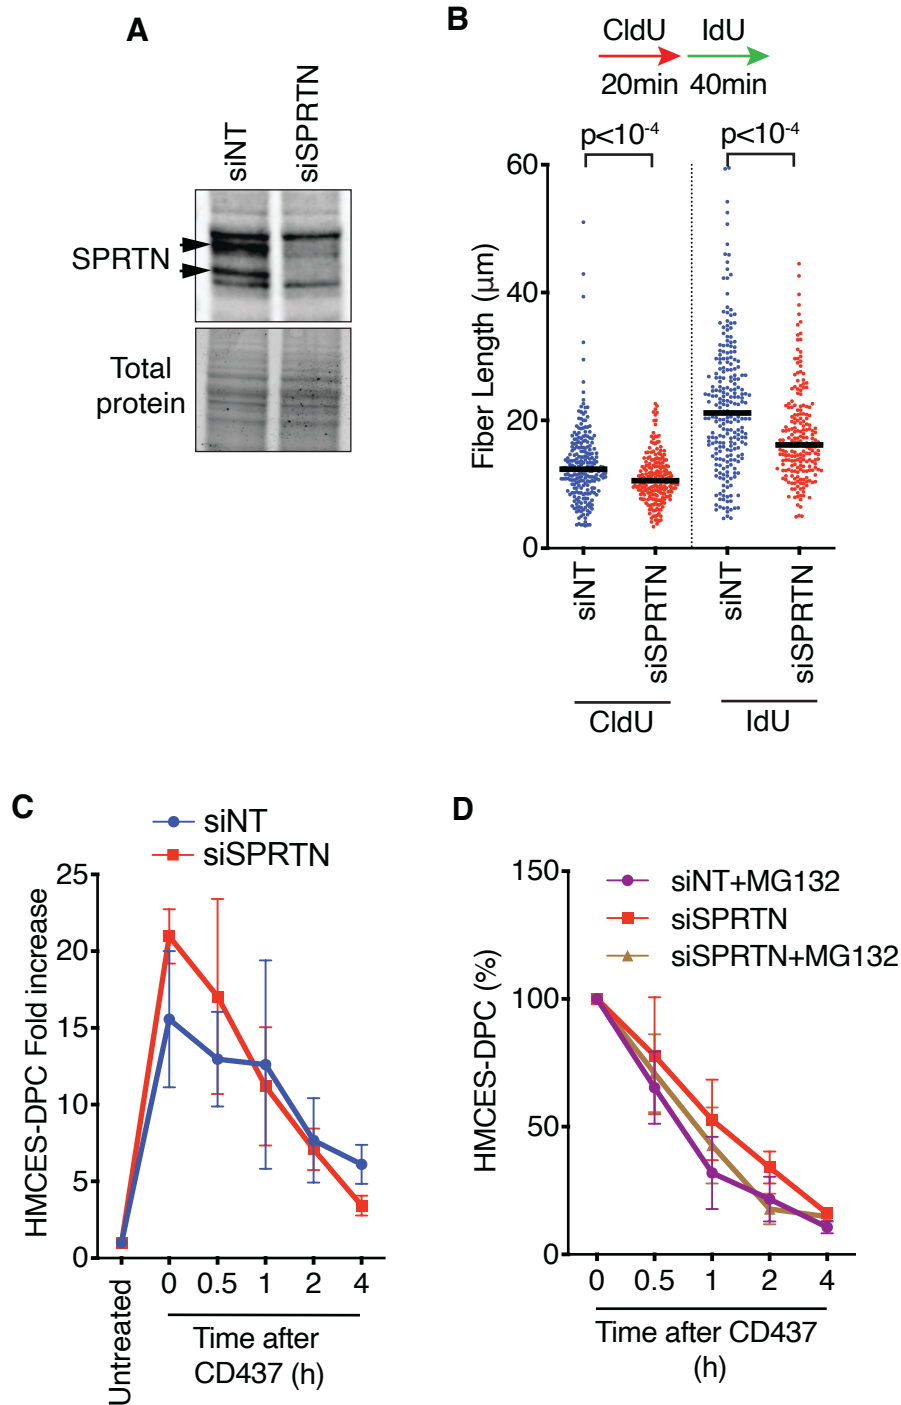 A
siNT
siSPRTN
SPRTN
Total
protein
B
CldU IdU
20min 40min
p<10-4 p<10-4
Fiber Length (μm)
60
40
20
0
siNT
siSPRTN
siNT
siSPRTN
CldU
IdU
C
siNT
siSPRTN
HMCES-DPC Fold increase
25
20
15
10
5
0
Untreated
0 0.5 1 2 4
Time after
CD437 (h)
D
siNT+MG132
siSPRTN
siSPRTN+MG132
HMCES-DPC (%)
150
100
50
0
0 0.5 1 2 4
Time after CD437
(h)